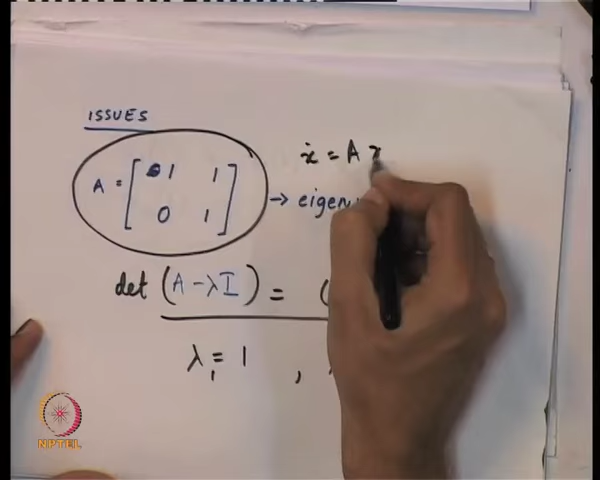 ISSUES
ẋ = A x
A = [ 1 1
0 1 ] → eigen
det (A - λI) = (
λ₁ = 1 ,
NPTEL